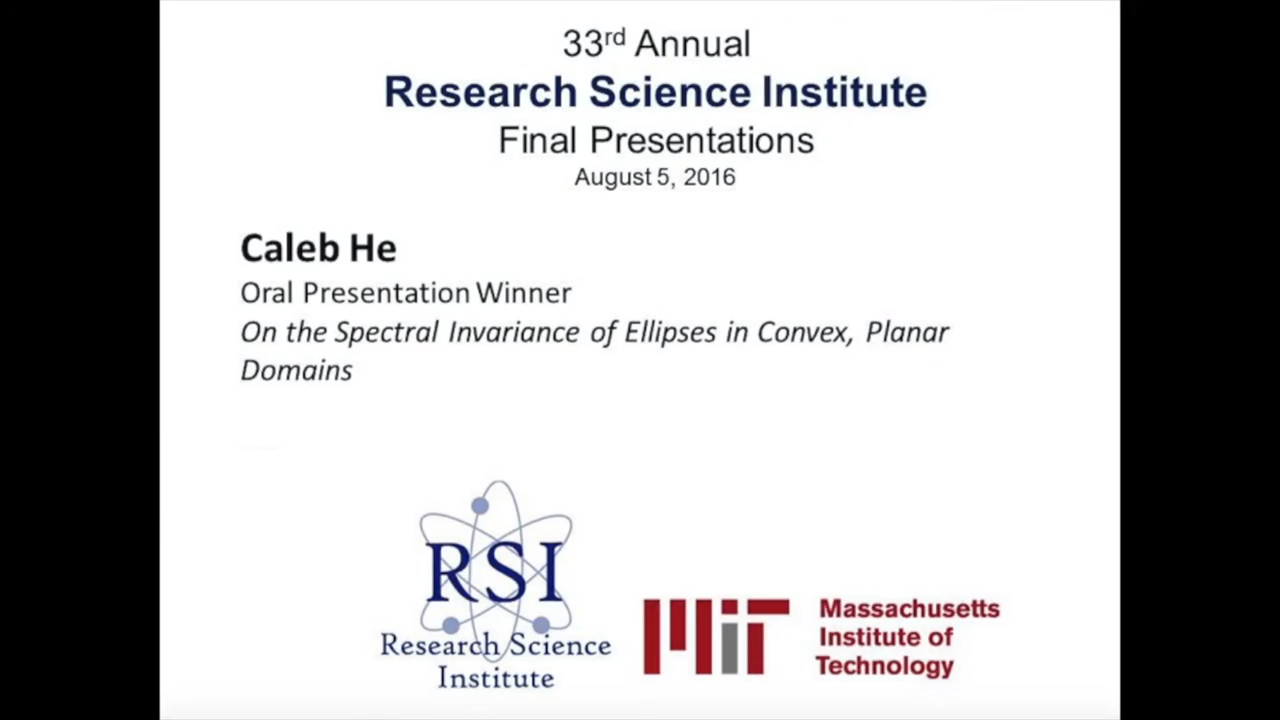 33rd Annual
Research Science Institute
Final Presentations
August 5, 2016
Caleb He
Oral Presentation Winner
On the Spectral Invariance of Ellipses in Convex, Planar
Domains
RSI
Research Science
Institute
MIT
Massachusetts
Institute of
Technology